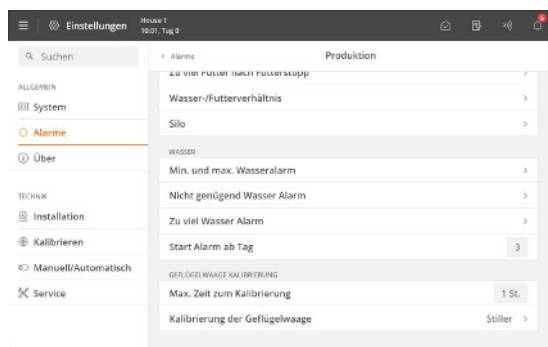 Einstellungen
House 1
10:01, Tag 0
Suchen
ALLGEMEIN
System
Alarme
Über
TECHNIK
Installation
Kalibrieren
Manuell/Automatisch
Service
< Alarme
Produktion
Zu viel Futter nach Futterstopp
Wasser-/Futterverhältnis
Silo
WASSER
Min. und max. Wasseralarm
Nicht genügend Wasser Alarm
Zu viel Wasser Alarm
Start Alarm ab Tag 3
GEFLÜGELWAAGE KALIBRIERUNG
Max. Zeit zum Kalibrierung 1 St.
Kalibrierung der Geflügelwaage Stiller